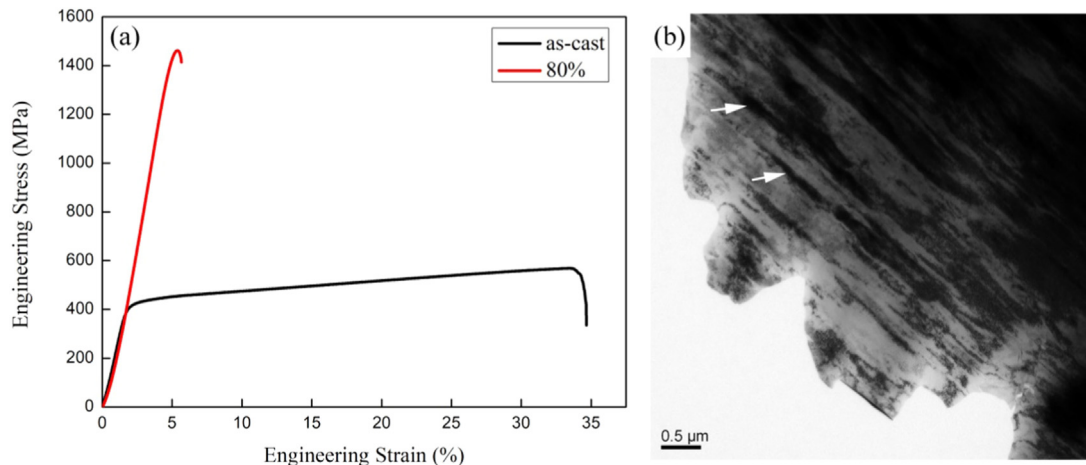 (a)
as-cast
80%
1600
1400
1200
1000
800
600
400
200
0
0 5 10 15 20 25 30 35
Engineering Stress (MPa)
Engineering Strain (%)
(b)
0.5 µm